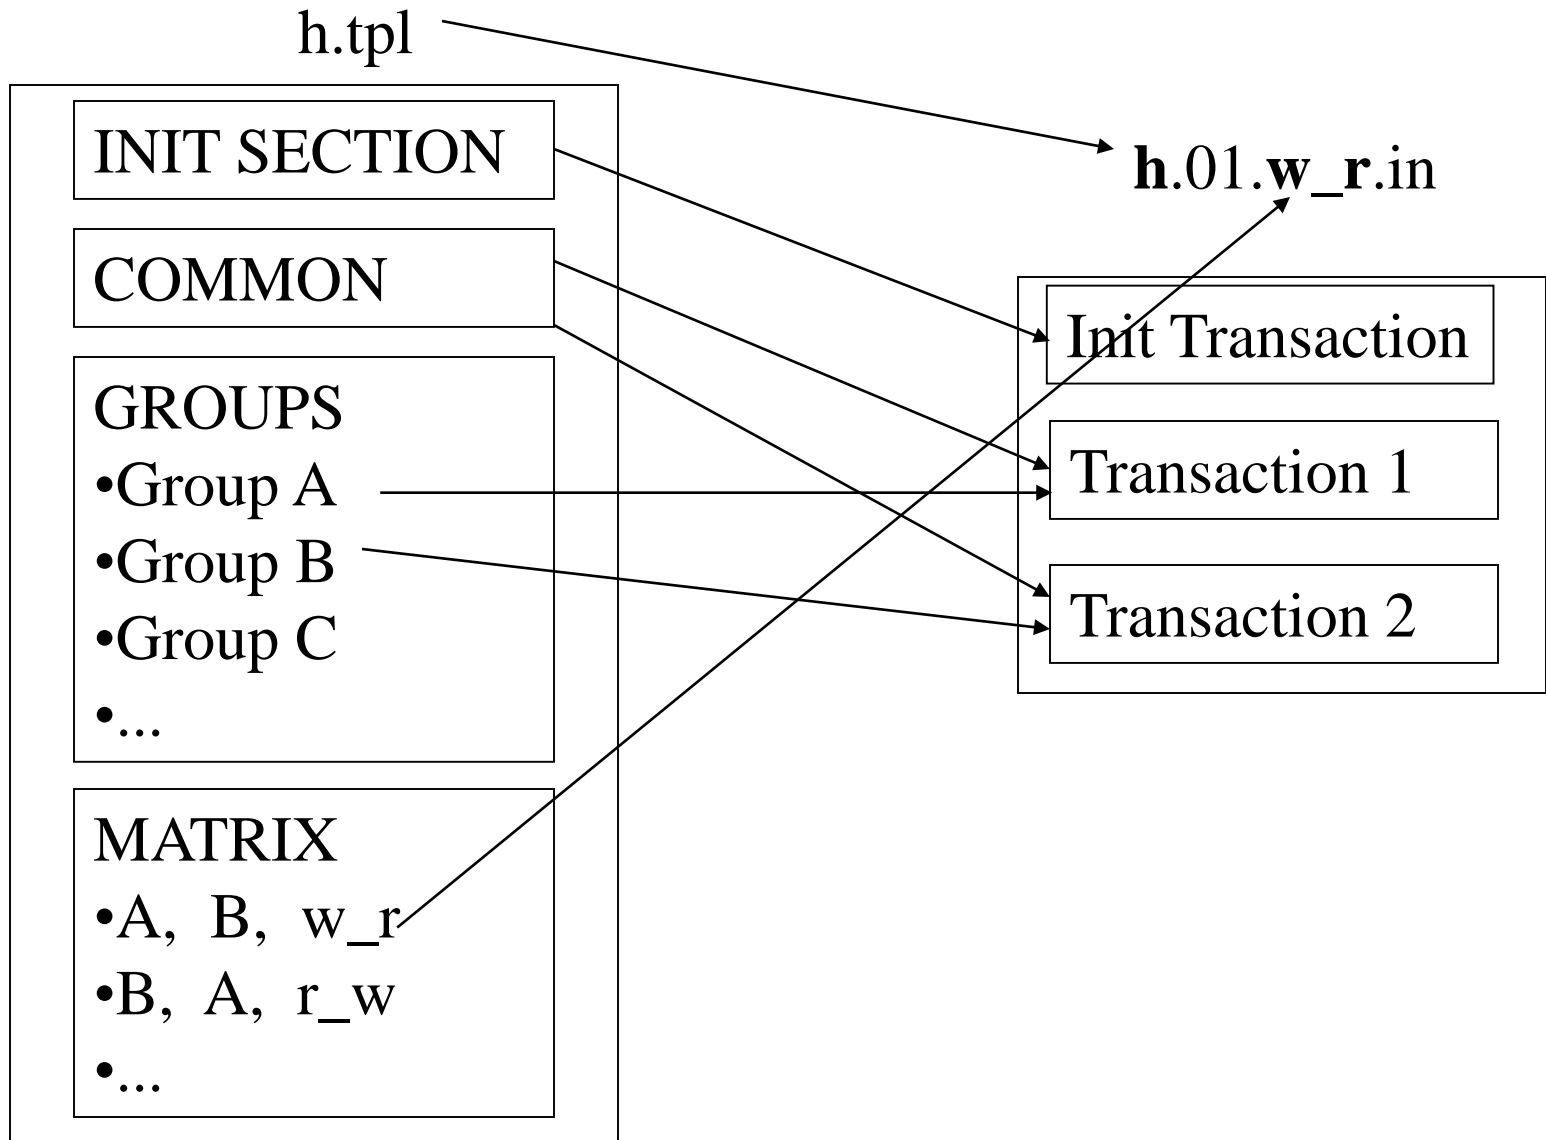 h.tpl
INIT SECTION
COMMON
GROUPS
•Group A
•Group B
•Group C
•...
MATRIX
•A, B, w_r
•B, A, r_w
•...
h.01.w_r.in
Init Transaction
Transaction 1
Transaction 2